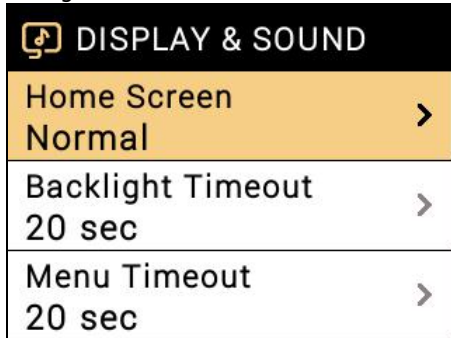 DISPLAY & SOUND
Home Screen
Normal
Backlight Timeout
20 sec
Menu Timeout
20 sec